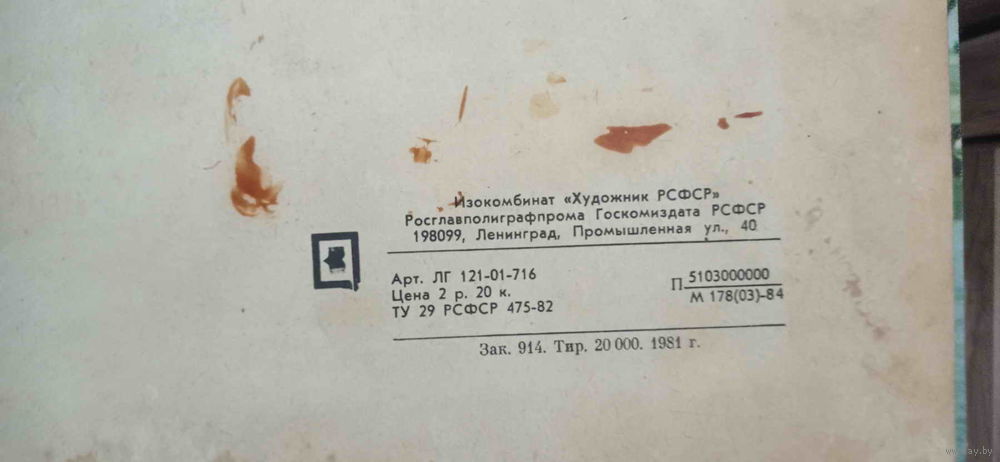 Изокомбинат «Художник РСФСР»
Росглавполиграфпрома Госкомиздата РСФСР
198099, Ленинград, Промышленная ул., 40
Арт. ЛГ 121-01-716
Цена 2 р. 20 к.
ТУ 29 РСФСР 475-82
П 5103000000
М 178(03)-84
Зак. 914. Тир. 20 000. 1981 г.